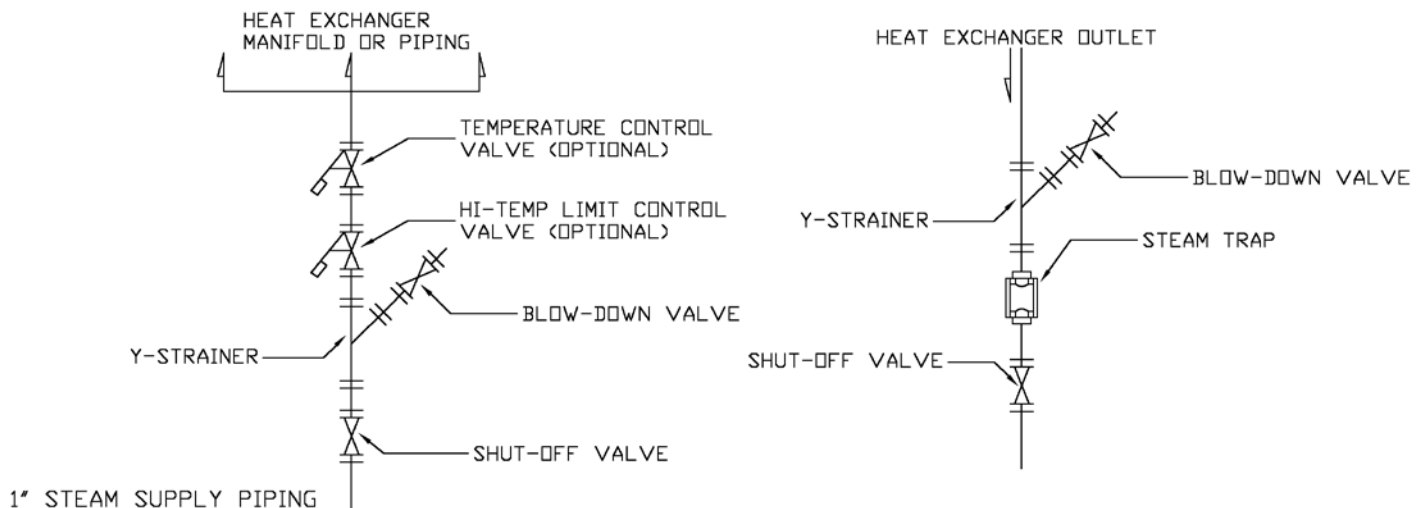 HEAT EXCHANGER
MANIFOLD OR PIPING
TEMPERATURE CONTROL
VALVE (OPTIONAL)
HI-TEMP LIMIT CONTROL
VALVE (OPTIONAL)
BLOW-DOWN VALVE
Y-STRAINER
SHUT-OFF VALVE
1" STEAM SUPPLY PIPING
HEAT EXCHANGER OUTLET
BLOW-DOWN VALVE
Y-STRAINER
STEAM TRAP
SHUT-OFF VALVE